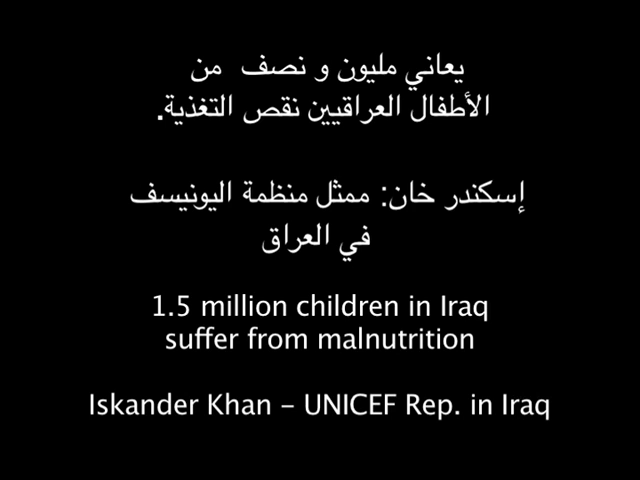 يعاني مليون و نصف من
الأطفال العراقيين نقص التغذية.
إسكندر خان: ممثل منظمة اليونيسف
في العراق
1.5 million children in Iraq
suffer from malnutrition
Iskander Khan – UNICEF Rep. in Iraq